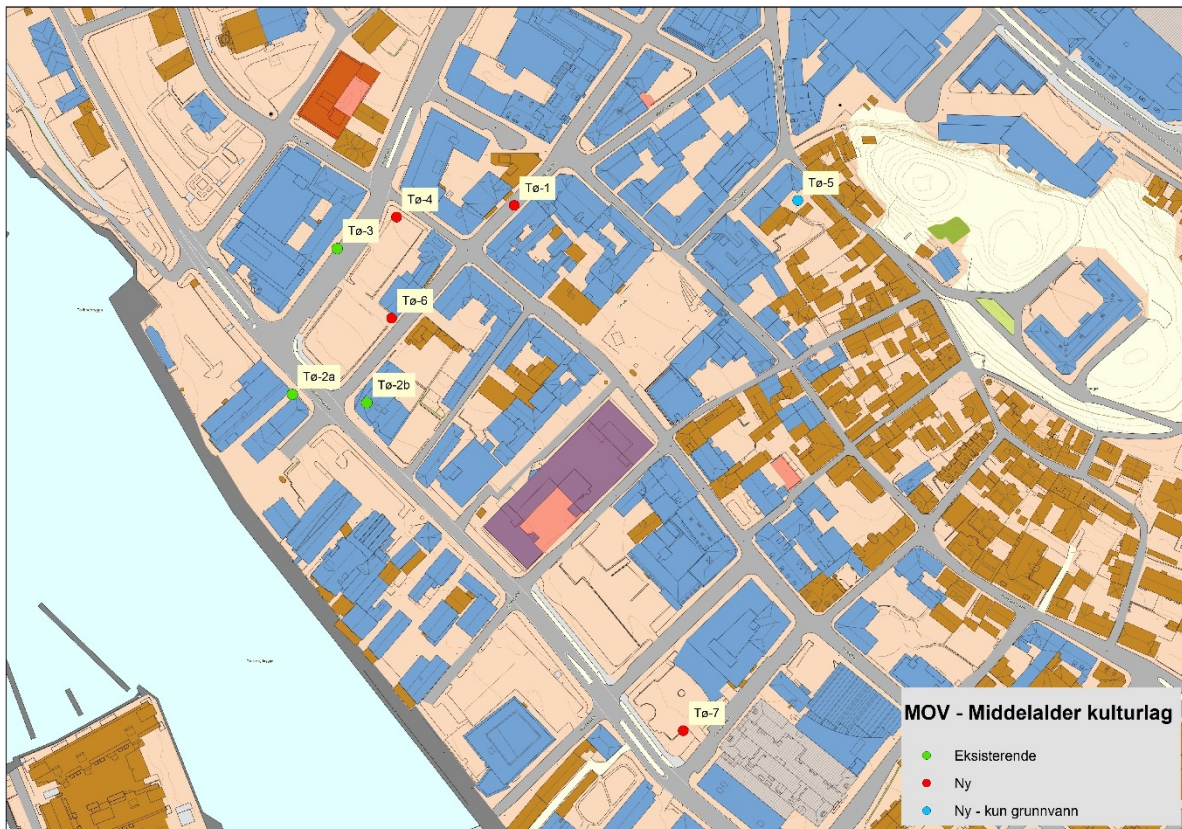 Tø-5
Tø-1
Tø-4
Tø-3
Tø-6
Tø-2a
Tø-2b
Tø-7
MOV - Middelalder kulturlag
Eksisterende
Ny
Ny - kun grunnvann